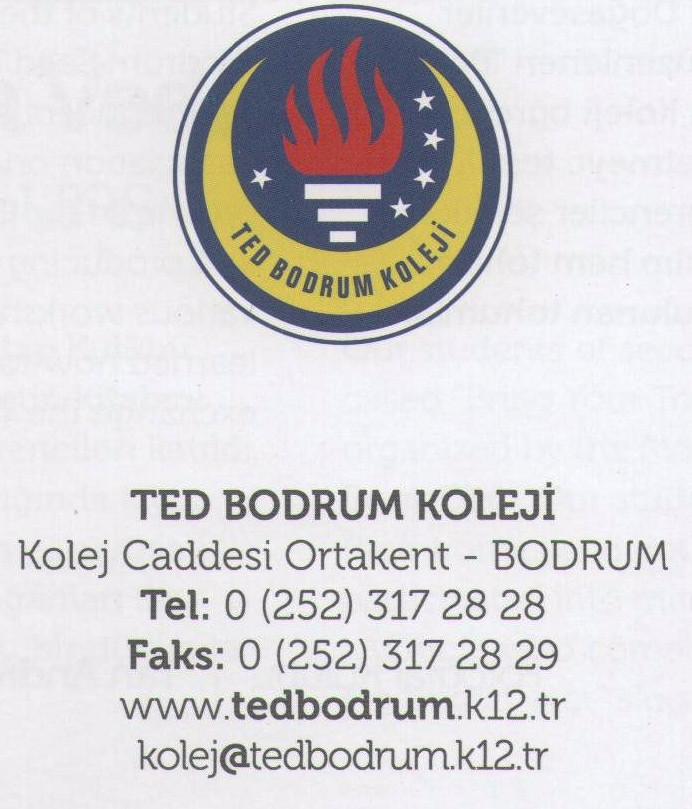 TED BODRUM KOLEJİ
TED BODRUM KOLEJİ
Kolej Caddesi Ortakent - BODRUM
Tel: 0 (252) 317 28 28
Faks: 0 (252) 317 28 29
www.tedbodrum.k12.tr
kolej@tedbodrum.k12.tr